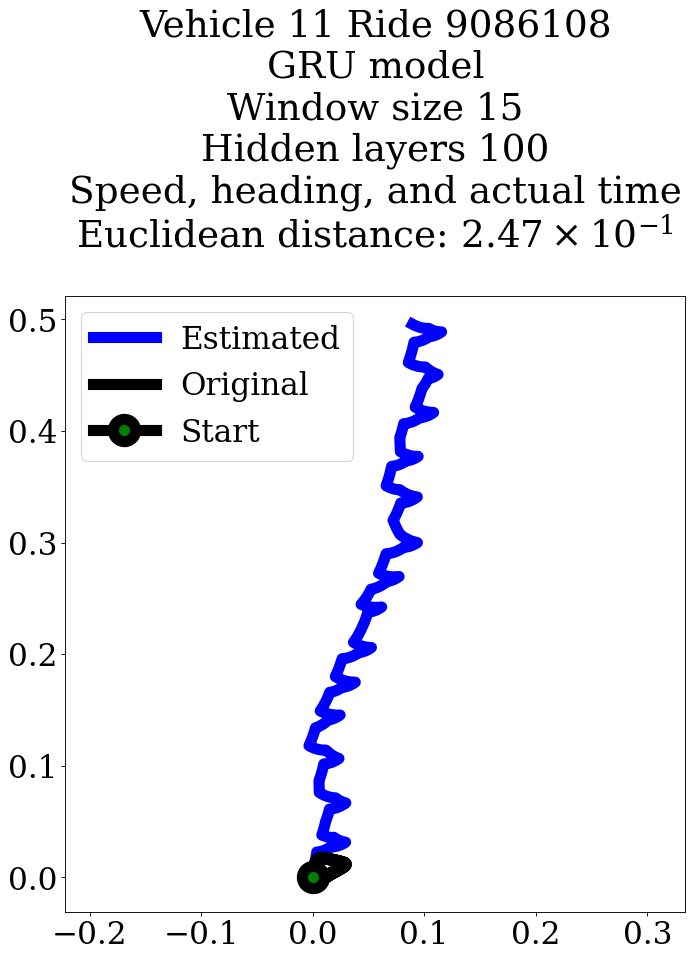 Vehicle 11 Ride 9086108
GRU model
Window size 15
Hidden layers 100
Speed, heading, and actual time
Euclidean distance: 2.47 × 10⁻¹
0.5
Estimated
Original
0.4
Start
0.3
0.2
0.1
0.0
−0.2 −0.1 0.0 0.1 0.2 0.3